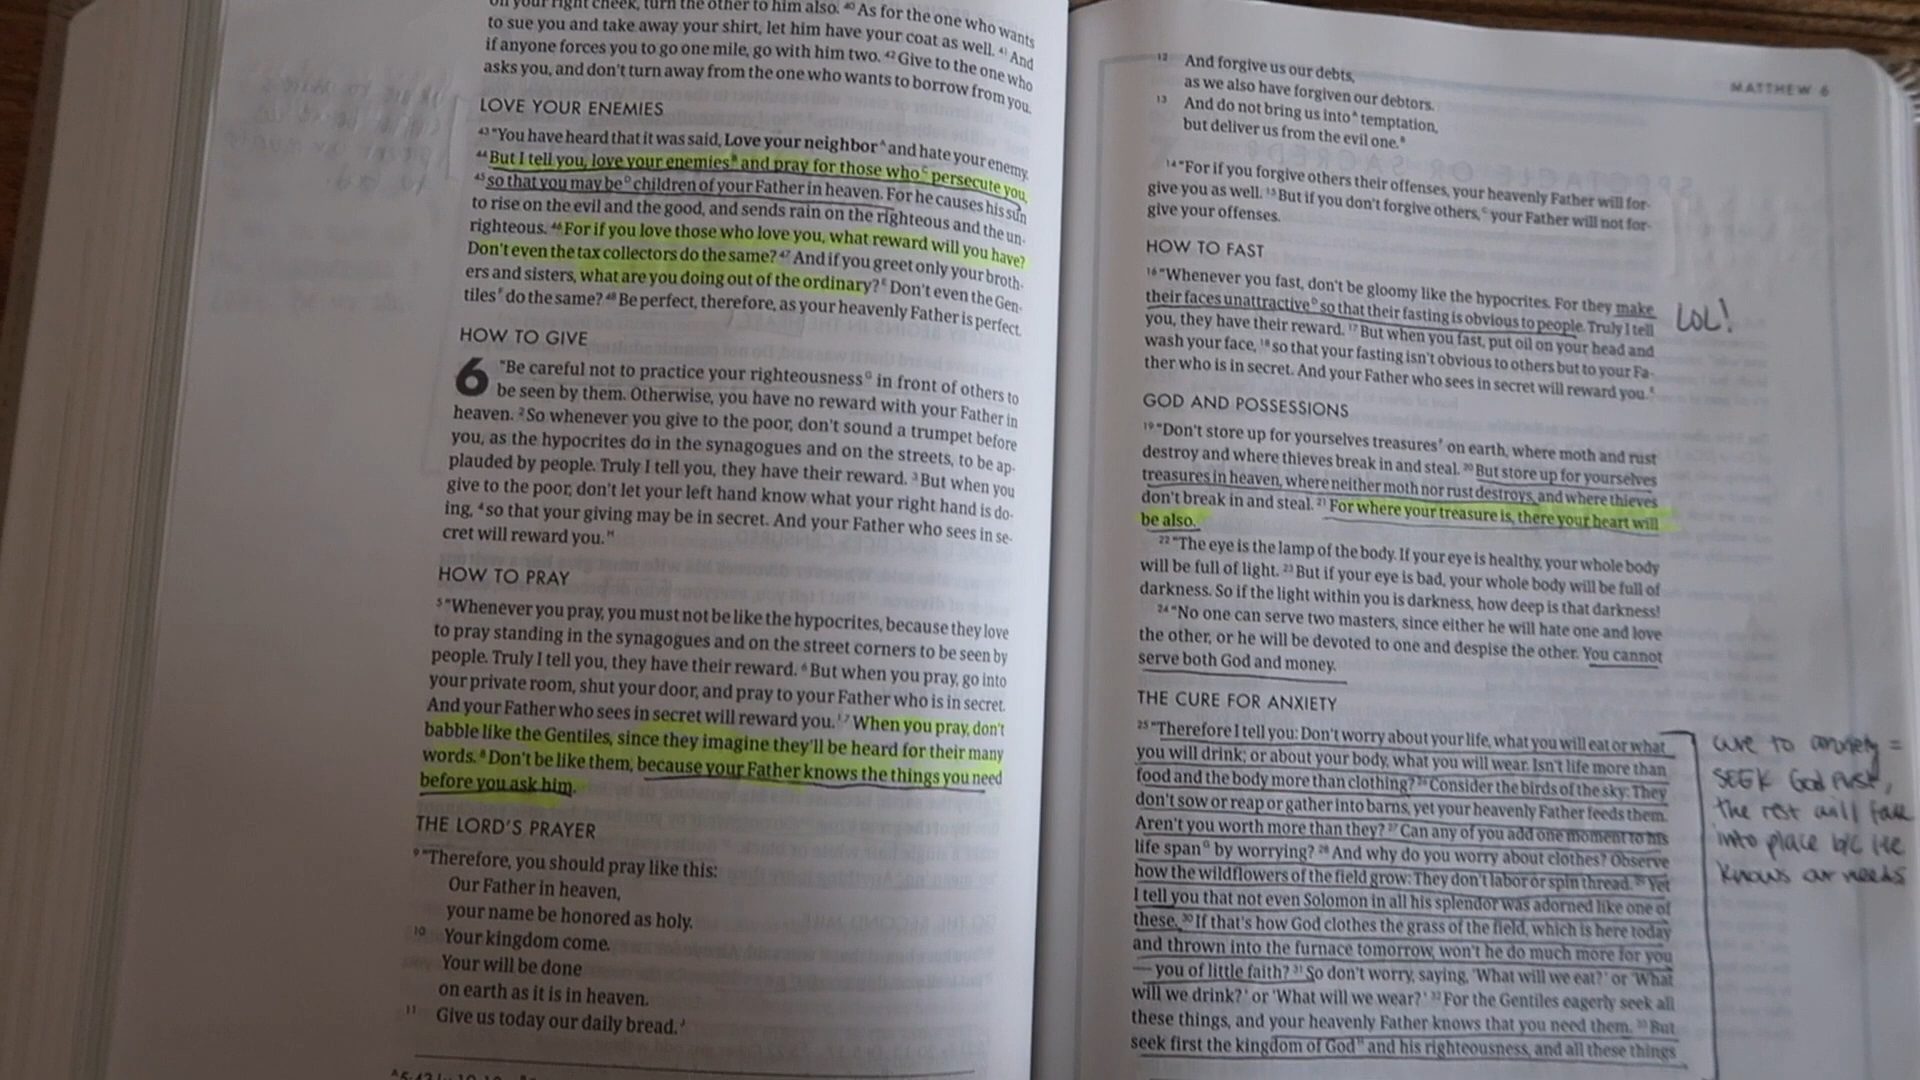 on your right cheek, turn the other to him also. ⁴⁰ As for the one who wants
to sue you and take away your shirt, let him have your coat as well. ⁴¹ And
if anyone forces you to go one mile, go with him two. ⁴² Give to the one who
asks you, and don't turn away from the one who wants to borrow from you.
LOVE YOUR ENEMIES
⁴³ "You have heard that it was said, Love your neighbor ᴬ and hate your enemy.
⁴⁴ But I tell you, love your enemies ᴮ and pray for those who ᶜ persecute you,
⁴⁵ so that you may be ᴰ children of your Father in heaven. For he causes his sun
to rise on the evil and the good, and sends rain on the righteous and the un-
righteous. ⁴⁶ For if you love those who love you, what reward will you have?
Don't even the tax collectors do the same? ⁴⁷ And if you greet only your broth-
ers and sisters, what are you doing out of the ordinary? ᴱ Don't even the Gen-
tiles ᶠ do the same? ⁴⁸ Be perfect, therefore, as your heavenly Father is perfect.
HOW TO GIVE
6 "Be careful not to practice your righteousness ᴳ in front of others to
be seen by them. Otherwise, you have no reward with your Father in
heaven. ² So whenever you give to the poor, don't sound a trumpet before
you, as the hypocrites do in the synagogues and on the streets, to be ap-
plauded by people. Truly I tell you, they have their reward. ³ But when you
give to the poor, don't let your left hand know what your right hand is do-
ing, ⁴ so that your giving may be in secret. And your Father who sees in se-
cret will reward you. ᴴ
HOW TO PRAY
⁵ "Whenever you pray, you must not be like the hypocrites, because they love
to pray standing in the synagogues and on the street corners to be seen by
people. Truly I tell you, they have their reward. ⁶ But when you pray, go into
your private room, shut your door, and pray to your Father who is in secret.
And your Father who sees in secret will reward you. ᴵ ⁷ When you pray, don't
babble like the Gentiles, since they imagine they'll be heard for their many
words. ⁸ Don't be like them, because your Father knows the things you need
before you ask him.
THE LORD'S PRAYER
⁹ "Therefore, you should pray like this:
Our Father in heaven,
your name be honored as holy.
¹⁰ Your kingdom come.
Your will be done
on earth as it is in heaven.
¹¹ Give us today our daily bread. ᴶ
MATTHEW 6
¹² And forgive us our debts,
as we also have forgiven our debtors.
¹³ And do not bring us into ᴬ temptation,
but deliver us from the evil one. ᴮ
¹⁴ "For if you forgive others their offenses, your heavenly Father will for-
give you as well. ¹⁵ But if you don't forgive others, ᶜ your Father will not for-
give your offenses.
HOW TO FAST
¹⁶ "Whenever you fast, don't be gloomy like the hypocrites. For they make
their faces unattractive ᴰ so that their fasting is obvious to people. Truly I tell
you, they have their reward. ¹⁷ But when you fast, put oil on your head and
wash your face, ¹⁸ so that your fasting isn't obvious to others but to your Fa-
ther who is in secret. And your Father who sees in secret will reward you. ᴱ
LOL!
GOD AND POSSESSIONS
¹⁹ "Don't store up for yourselves treasures ᶠ on earth, where moth and rust
destroy and where thieves break in and steal. ²⁰ But store up for yourselves
treasures in heaven, where neither moth nor rust destroys, and where thieves
don't break in and steal. ²¹ For where your treasure is, there your heart will
be also.
²² "The eye is the lamp of the body. If your eye is healthy, your whole body
will be full of light. ²³ But if your eye is bad, your whole body will be full of
darkness. So if the light within you is darkness, how deep is that darkness!
²⁴ "No one can serve two masters, since either he will hate one and love
the other, or he will be devoted to one and despise the other. You cannot
serve both God and money.
THE CURE FOR ANXIETY
²⁵ "Therefore I tell you: Don't worry about your life, what you will eat or what
you will drink; or about your body, what you will wear. Isn't life more than
food and the body more than clothing? ²⁶ Consider the birds of the sky: They
don't sow or reap or gather into barns, yet your heavenly Father feeds them.
Aren't you worth more than they? ²⁷ Can any of you add one moment to his
life span ᴳ by worrying? ²⁸ And why do you worry about clothes? Observe
how the wildflowers of the field grow: They don't labor or spin thread. ²⁹ Yet
I tell you that not even Solomon in all his splendor was adorned like one of
these. ³⁰ If that's how God clothes the grass of the field, which is here today
and thrown into the furnace tomorrow, won't he do much more for you
—you of little faith? ³¹ So don't worry, saying, 'What will we eat?' or 'What
will we drink?' or 'What will we wear?' ³² For the Gentiles eagerly seek all
these things, and your heavenly Father knows that you need them. ³³ But
seek first the kingdom of God ᴴ and his righteousness, and all these things
cure to anxiety =
SEEK God first,
the rest will fall
into place b/c He
knows our needs